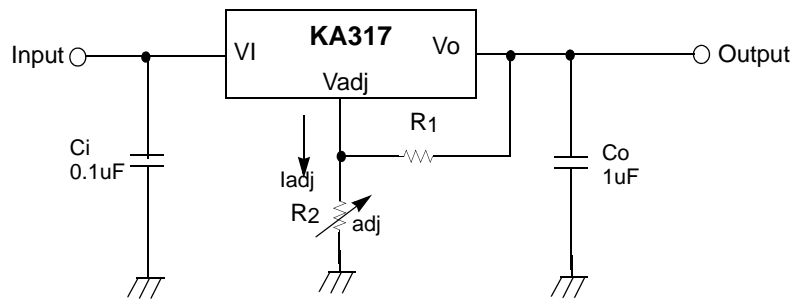 KA317
Input
VI
Vo
Output
Vadj
R1
Ci
0.1uF
Co
1uF
Iadj
R2
adj